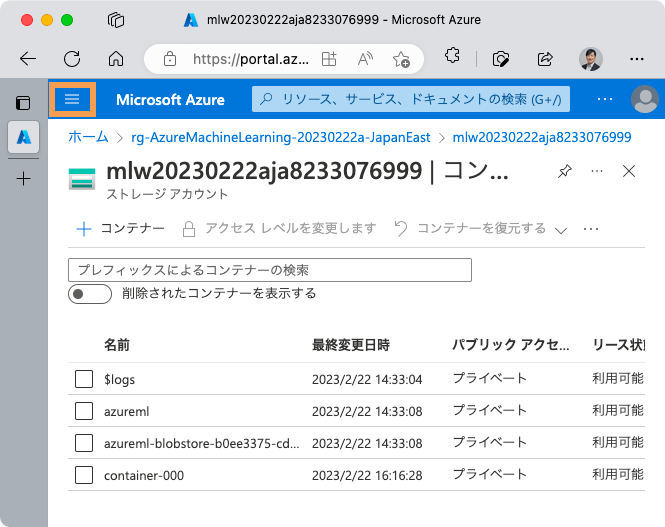 mlw20230222aja8233076999 - Microsoft Azure
https://portal.az...
Microsoft Azure
リソース、サービス、ドキュメントの検索 (G+/)
ホーム > rg-AzureMachineLearning-20230222a-JapanEast > mlw20230222aja8233076999
mlw20230222aja8233076999 | コン...
ストレージ アカウント
コンテナー アクセス レベルを変更します コンテナーを復元する
プレフィックスによるコンテナーの検索
削除されたコンテナーを表示する
名前 最終変更日時 パブリック アクセ... リース状
$logs 2023/2/22 14:33:04 プライベート 利用可能
azureml 2023/2/22 14:33:08 プライベート 利用可能
azureml-blobstore-b0ee3375-cd... 2023/2/22 14:33:08 プライベート 利用可能
container-000 2023/2/22 16:16:28 プライベート 利用可能